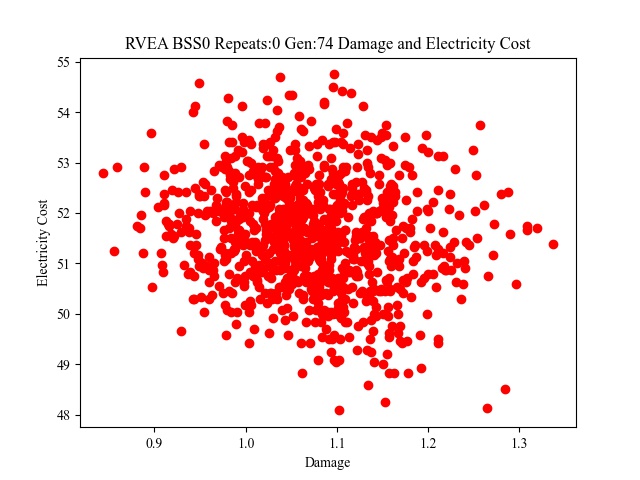 RVEA BSS0 Repeats:0 Gen:74 Damage and Electricity Cost
55
54
53
52
51
50
49
48
Electricity Cost
0.9 1.0 1.1 1.2 1.3
Damage